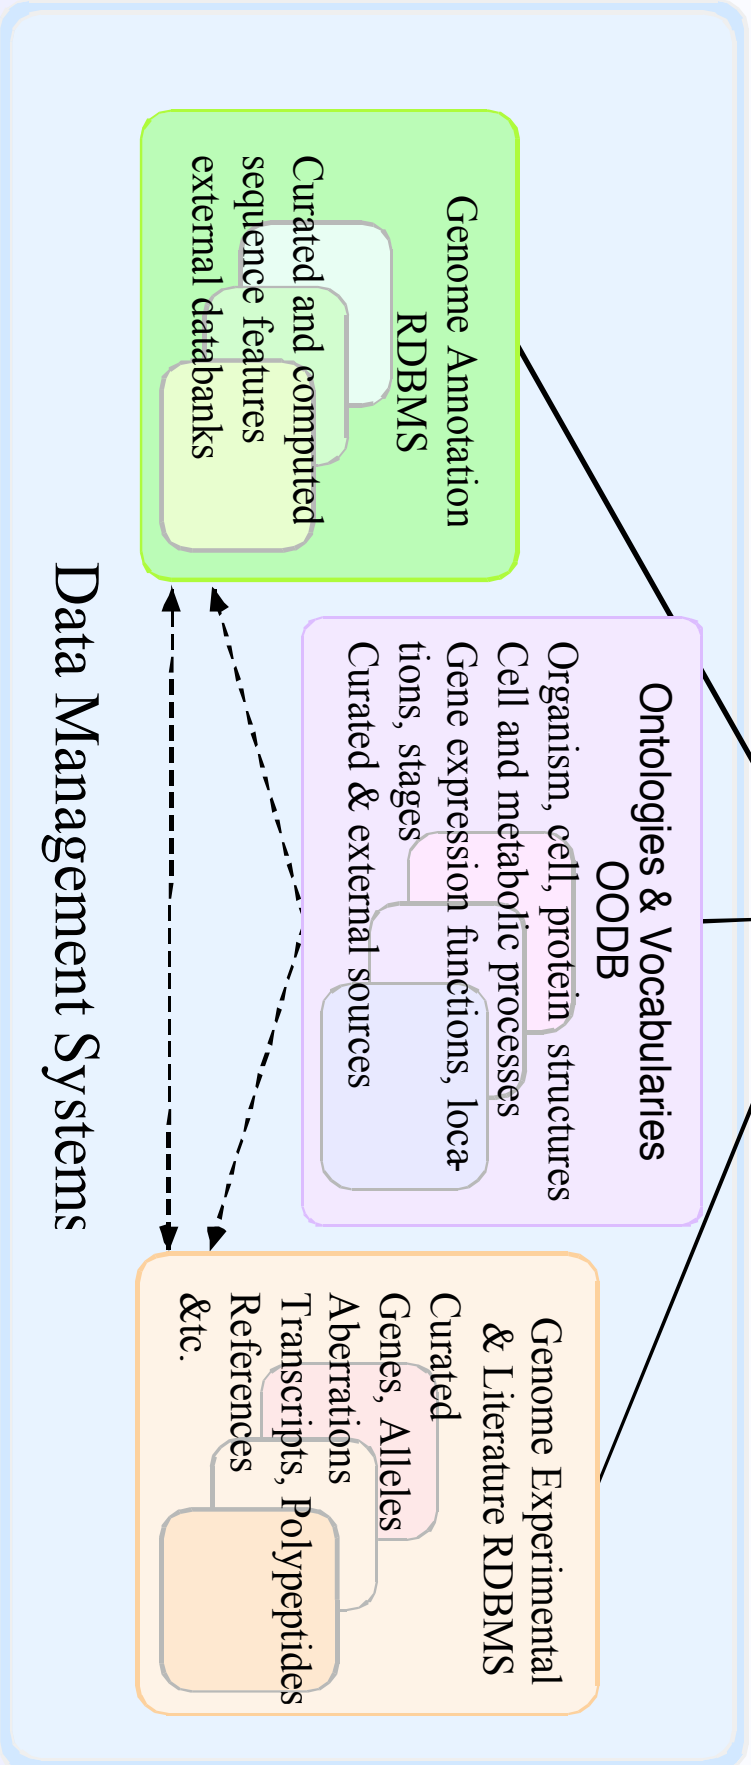 Genome Annotation
RDBMS
Curated and computed
sequence features
external databanks
Ontologies & Vocabularies
OODB
Organism, cell, protein structures
Cell and metabolic processes
Gene expression functions, loca-
tions, stages
Curated & external sources
Genome Experimental
& Literature RDBMS
Curated
Genes, Alleles
Aberrations
Transcripts, Polypeptides
References
&tc.
Data Management Systems